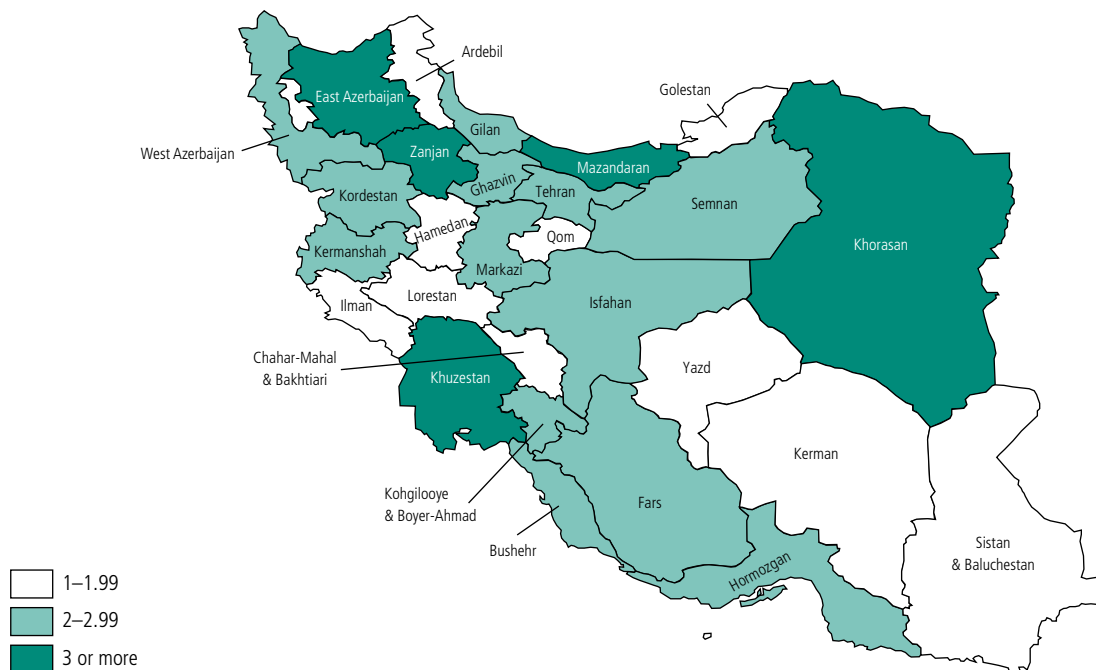 Ardebil
East Azerbaijan
Golestan
Gilan
West Azerbaijan
Zanjan
Mazandaran
Ghazvin
Tehran
Kordestan
Semnan
Hamedan
Qom
Kermanshah
Khorasan
Markazi
Ilman
Lorestan
Isfahan
Chahar-Mahal
& Bakhtiari
Khuzestan
Yazd
Kerman
Kohgilooye
& Boyer-Ahmad
Fars
Bushehr
Sistan
& Baluchestan
Hormozgan
1–1.99
2–2.99
3 or more